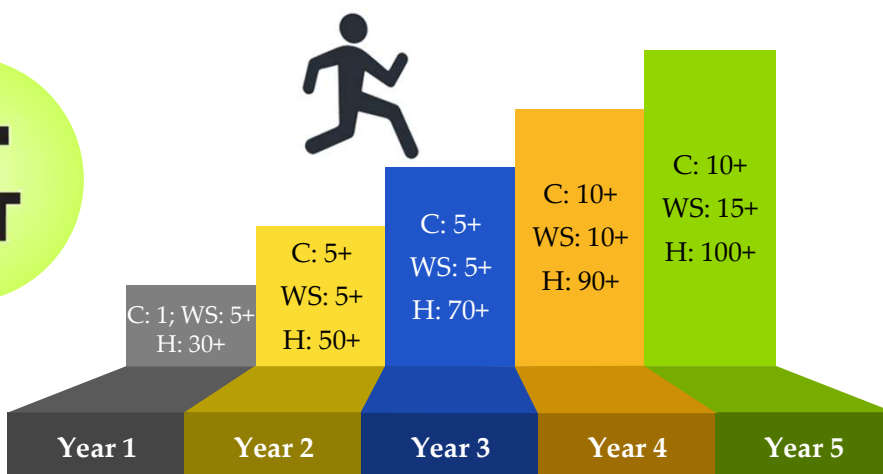 C: 1; WS: 5+
H: 30+
C: 5+
WS: 5+
H: 50+
C: 5+
WS: 5+
H: 70+
C: 10+
WS: 10+
H: 90+
C: 10+
WS: 15+
H: 100+
Year 1
Year 2
Year 3
Year 4
Year 5